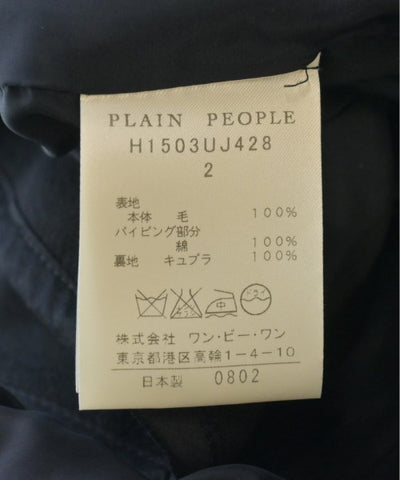 PLAIN PEOPLE
H1503UJ428
2
表地
本体 毛 100%
パイピング部分
綿 100%
裏地 キュプラ 100%
株式会社 ワン・ビー・ワン
東京都港区高輪1-4-10
日本製 0802